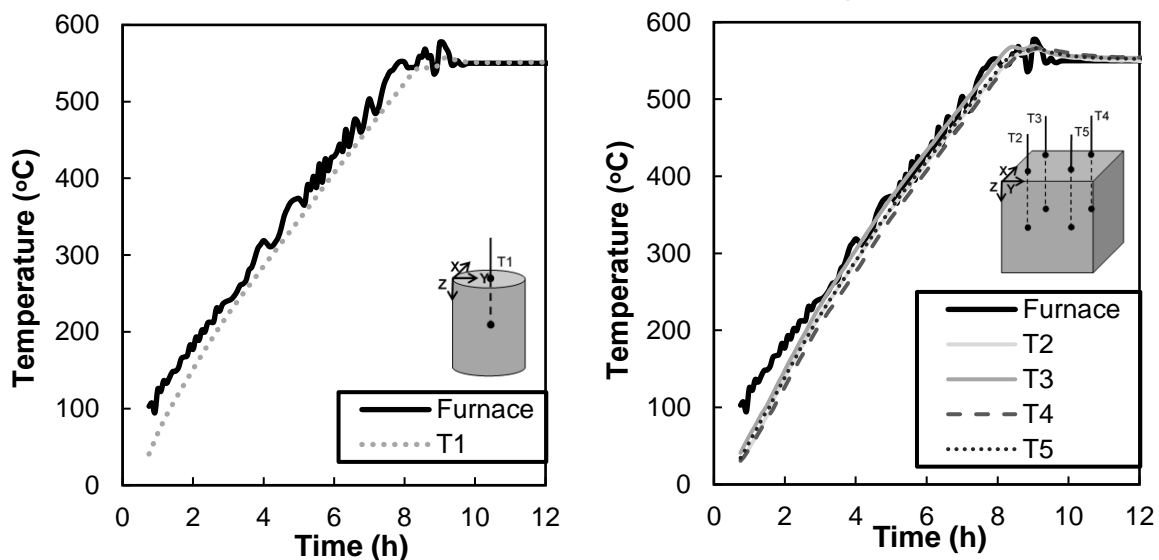 600
500
400
300
200
100
0
Temperature (ºC)
0 2 4 6 8 10 12
Time (h)
X
Y
Z
T1
Furnace
T1
600
500
400
300
200
100
0
Temperature (ºC)
0 2 4 6 8 10 12
Time (h)
T3
T4
T2
T5
X
Y
Z
Furnace
T2
T3
T4
T5